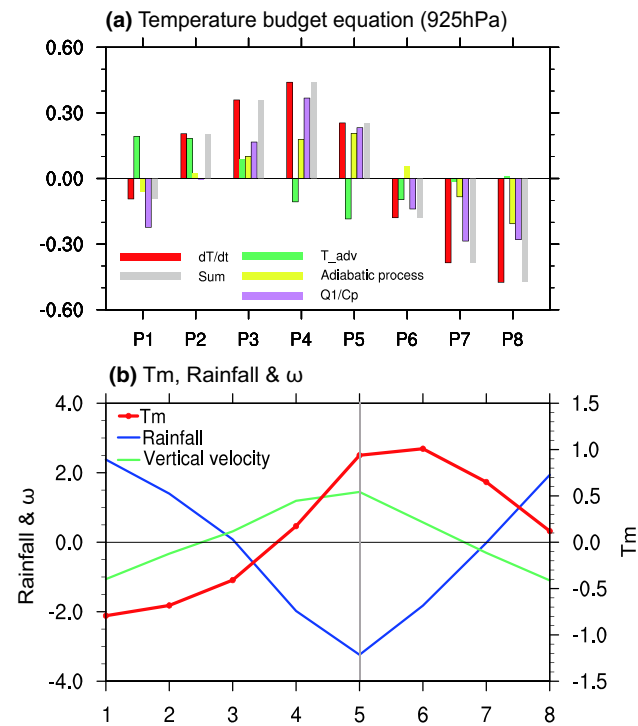 (a) Temperature budget equation (925hPa)
0.60
0.30
0.00
-0.30
-0.60
dT/dt
Sum
T_adv
Adiabatic process
Q1/Cp
P1 P2 P3 P4 P5 P6 P7 P8
(b) Tm, Rainfall & ω
Tm
Rainfall
Vertical velocity
Rainfall & ω
4.0
2.0
0.0
-2.0
-4.0
1.5
1.0
0.5
0.0
-0.5
-1.0
-1.5
Tm
1 2 3 4 5 6 7 8